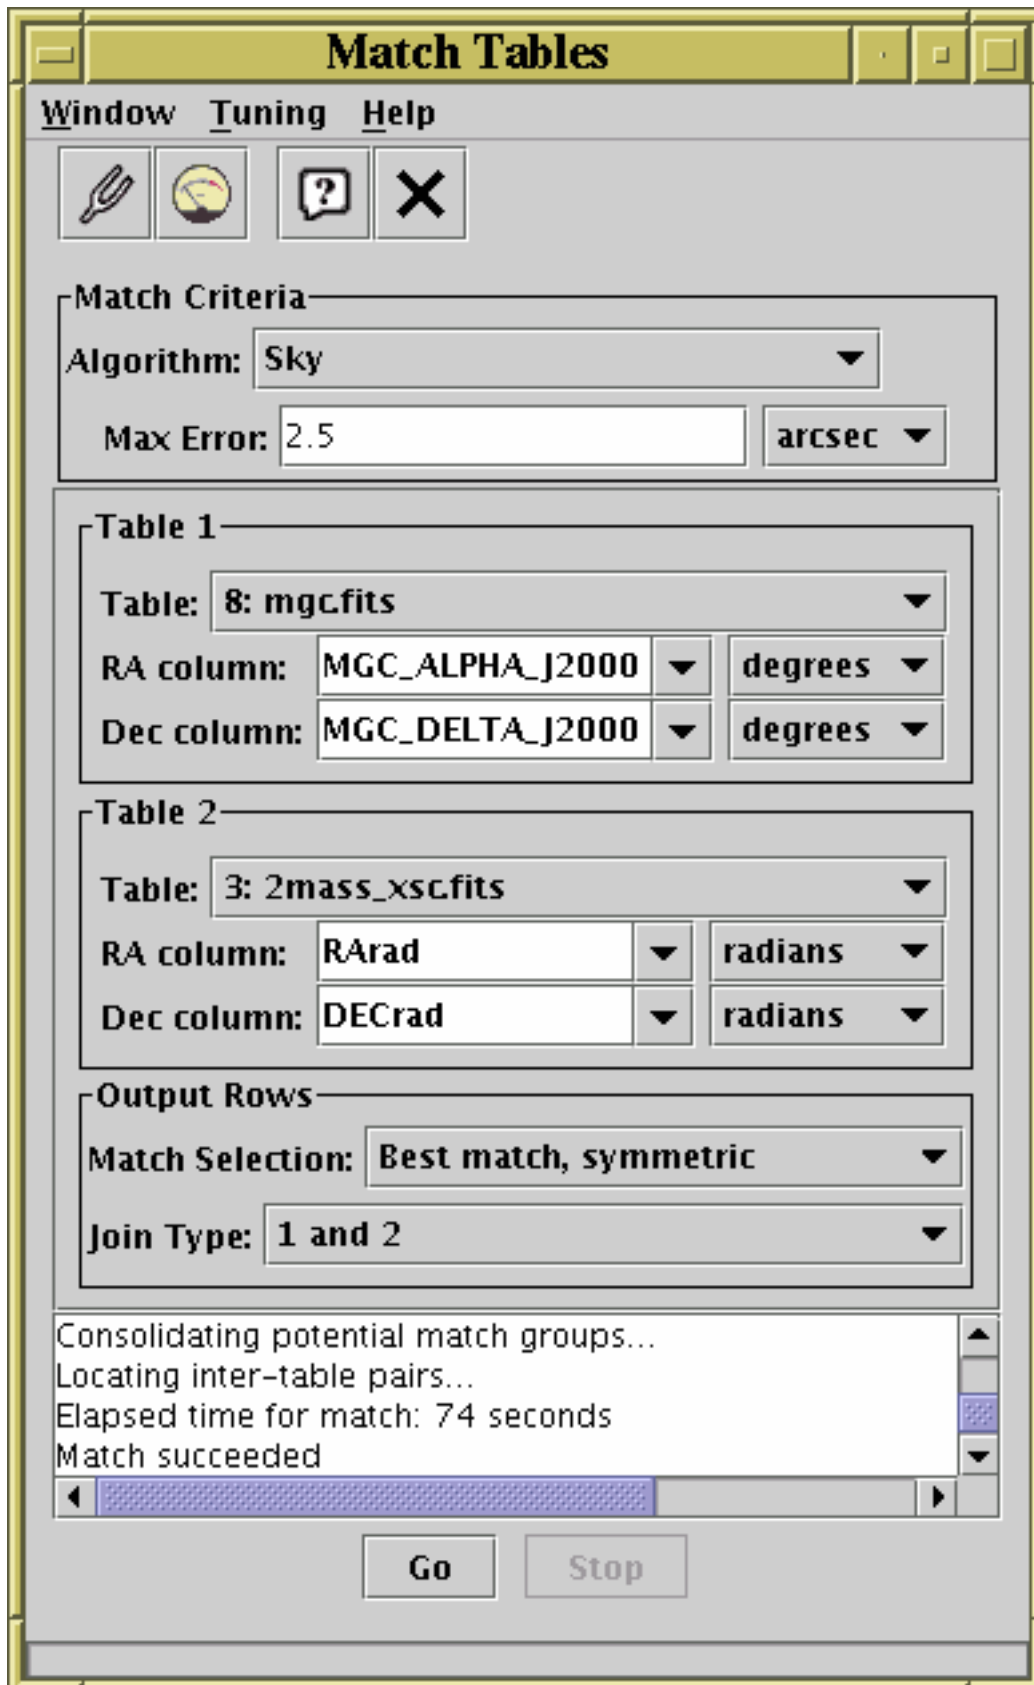 Match Tables
Window Tuning Help
?
Match Criteria
Algorithm: Sky
Max Error: 2.5 arcsec
Table 1
Table: 8: mgc.fits
RA column: MGC_ALPHA_J2000 degrees
Dec column: MGC_DELTA_J2000 degrees
Table 2
Table: 3: 2mass_xsc.fits
RA column: RArad radians
Dec column: DECrad radians
Output Rows
Match Selection: Best match, symmetric
Join Type: 1 and 2
Consolidating potential match groups...
Locating inter-table pairs...
Elapsed time for match: 74 seconds
Match succeeded
Go Stop